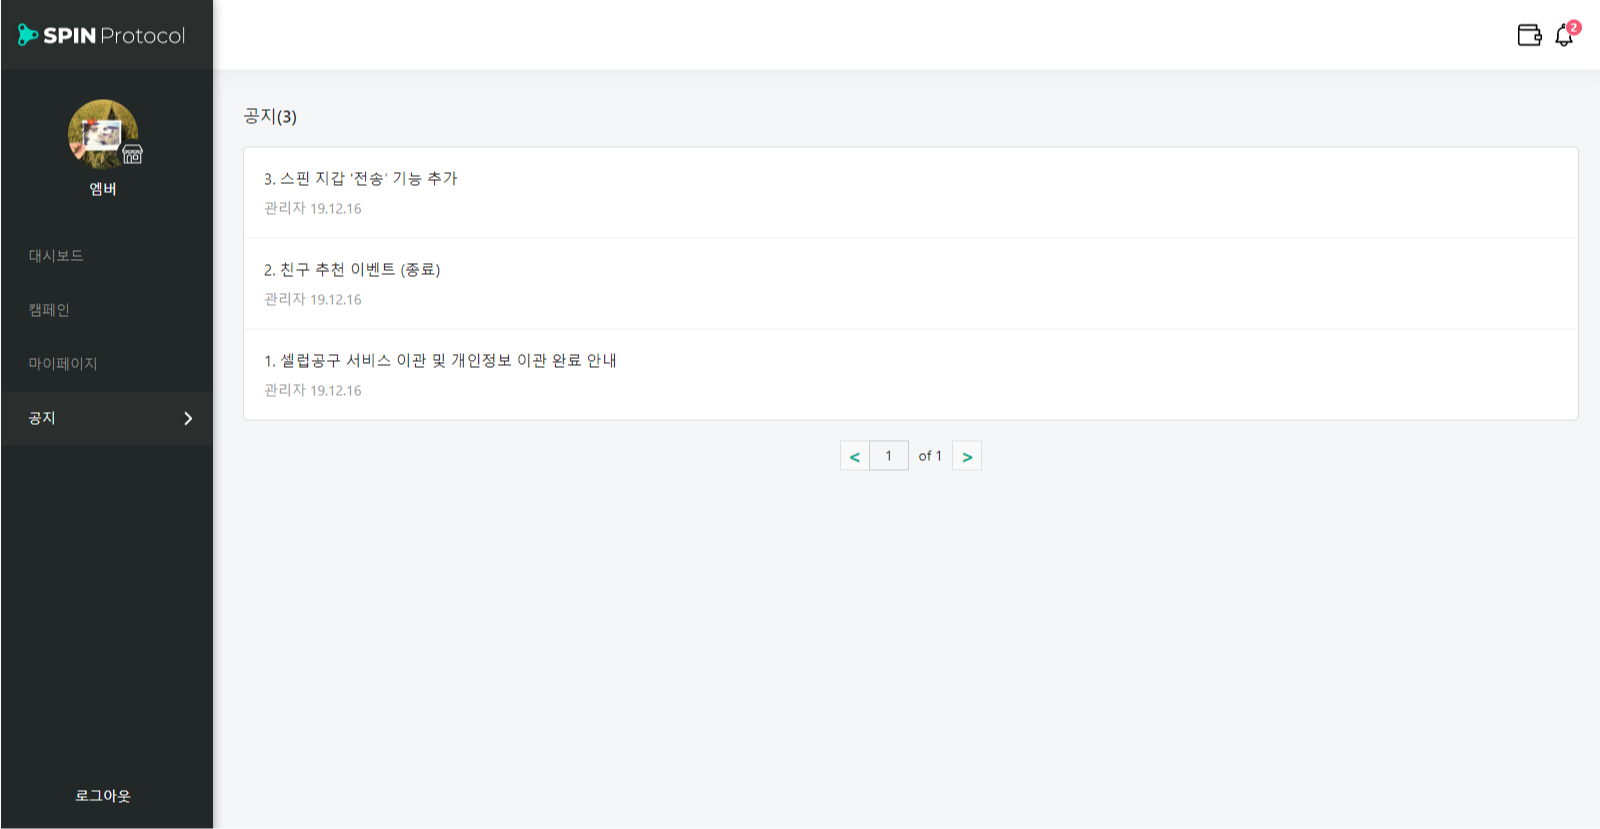 SPIN Protocol
2
엠버
대시보드
캠페인
마이페이지
공지
로그아웃
공지(3)
3. 스핀 지갑 '전송' 기능 추가
관리자 19.12.16
2. 친구 추천 이벤트 (종료)
관리자 19.12.16
1. 셀럽공구 서비스 이관 및 개인정보 이관 완료 안내
관리자 19.12.16
< 1 of 1 >